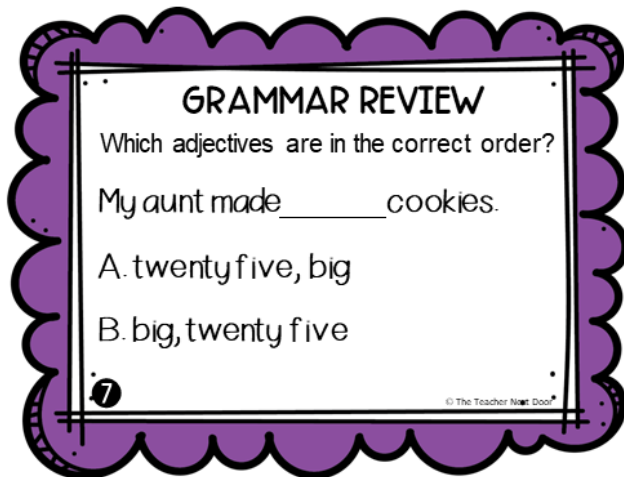 GRAMMAR REVIEW
Which adjectives are in the correct order?
My aunt made______cookies.
A. twenty five, big
B. big, twenty five
7
© The Teacher Next Door